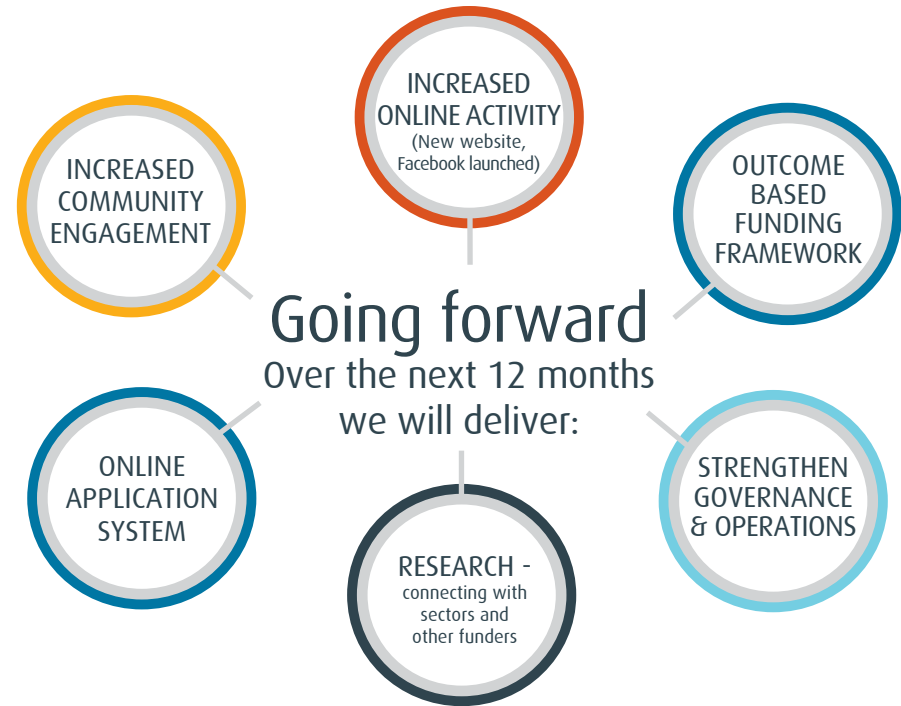 INCREASED
ONLINE ACTIVITY
(New website,
Facebook launched)
INCREASED
COMMUNITY
ENGAGEMENT
OUTCOME
BASED
FUNDING
FRAMEWORK
Going forward
Over the next 12 months
we will deliver:
ONLINE
APPLICATION
SYSTEM
STRENGTHEN
GOVERNANCE
& OPERATIONS
RESEARCH -
connecting with
sectors and
other funders